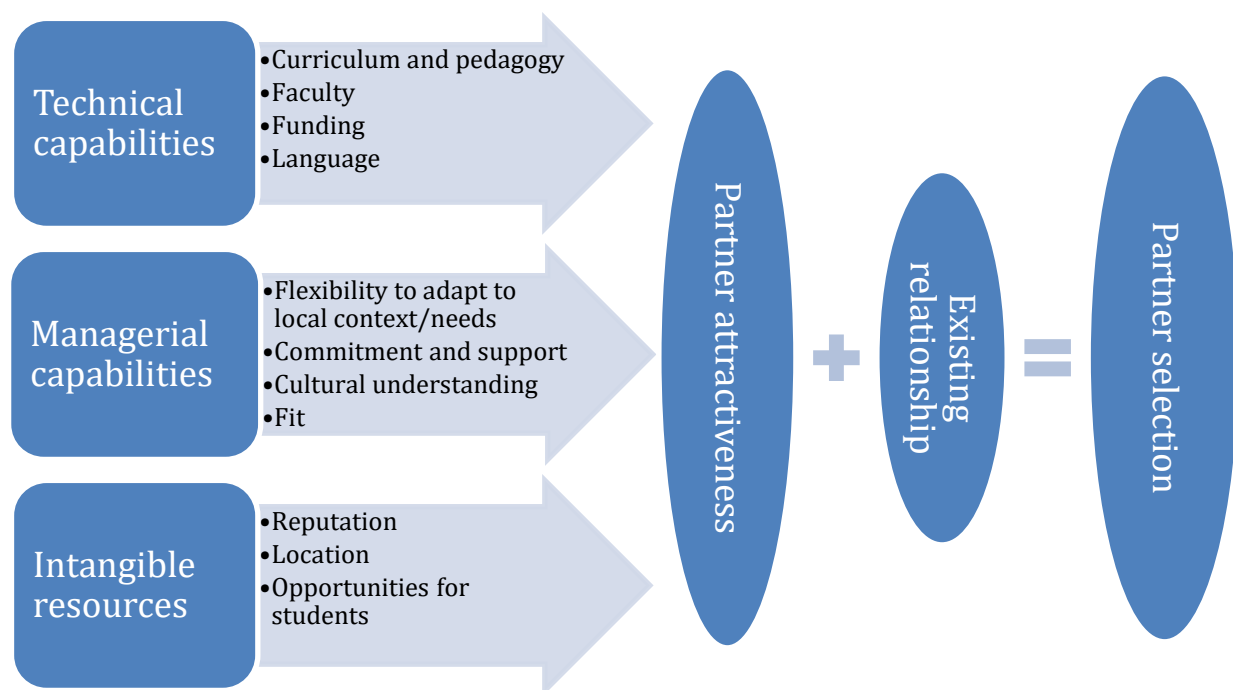 Technical
capabilities
•Curriculum and pedagogy
•Faculty
•Funding
•Language
Managerial
capabilities
•Flexibility to adapt to
local context/needs
•Commitment and support
•Cultural understanding
•Fit
Intangible
resources
•Reputation
•Location
•Opportunities for
students
Partner attractiveness
+
Existing
relationship
=
Partner selection